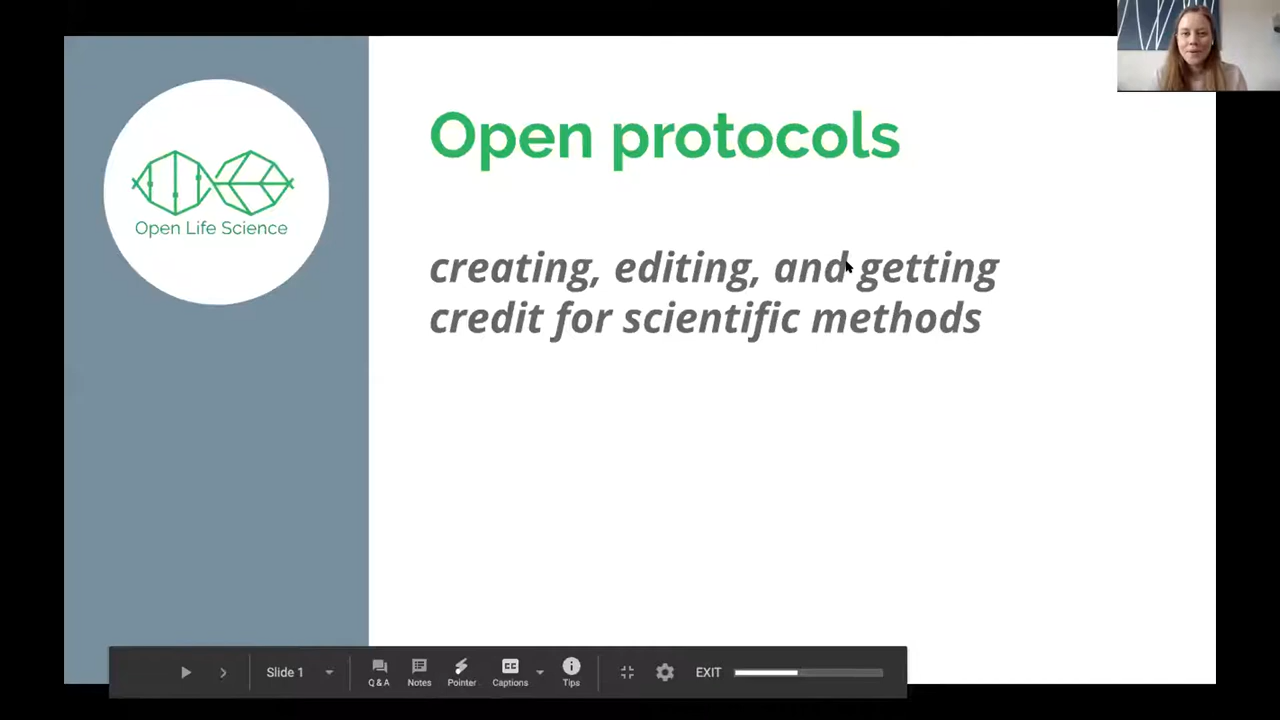 Open protocols
Open Life Science
creating, editing, and getting
credit for scientific methods
Slide 1
Q & A
Notes
Pointer
CC
Captions
Tips
EXIT